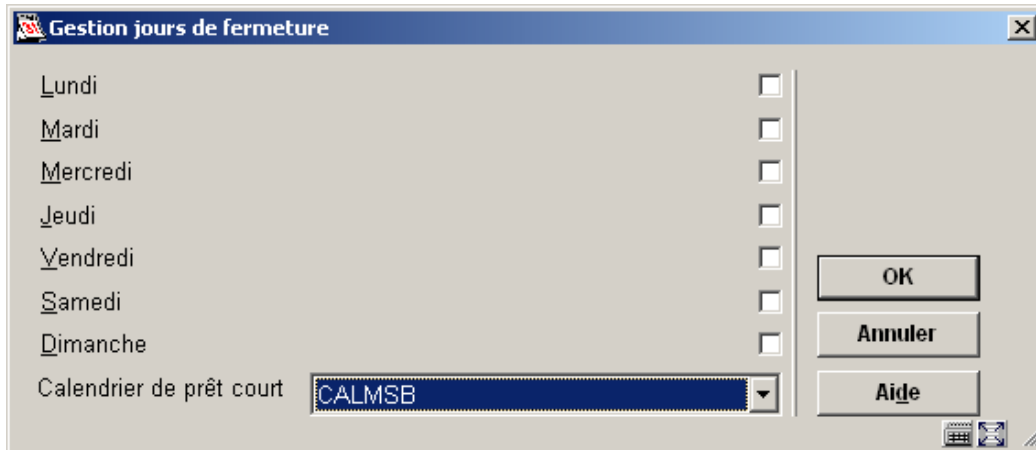 Gestion jours de fermeture
Lundi
Mardi
Mercredi
Jeudi
Vendredi
Samedi
Dimanche
Calendrier de prêt court CALMSB
OK
Annuler
Aide